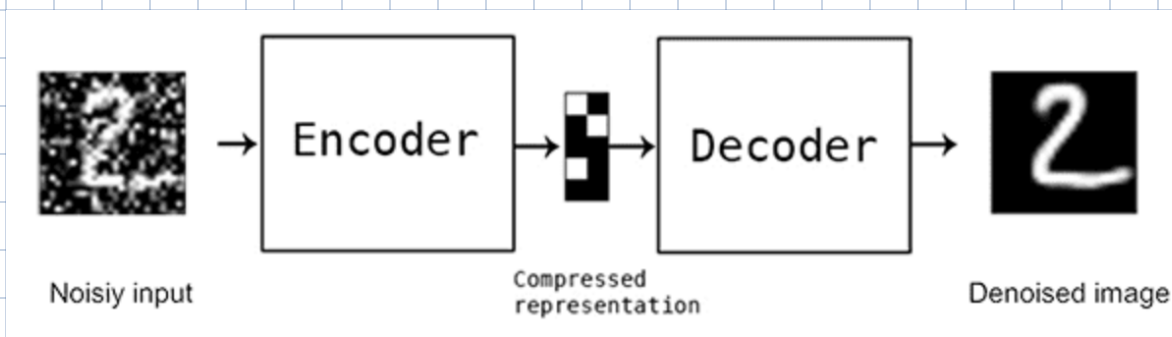 Encoder
Decoder
Noisiy input
Compressed
representation
Denoised image